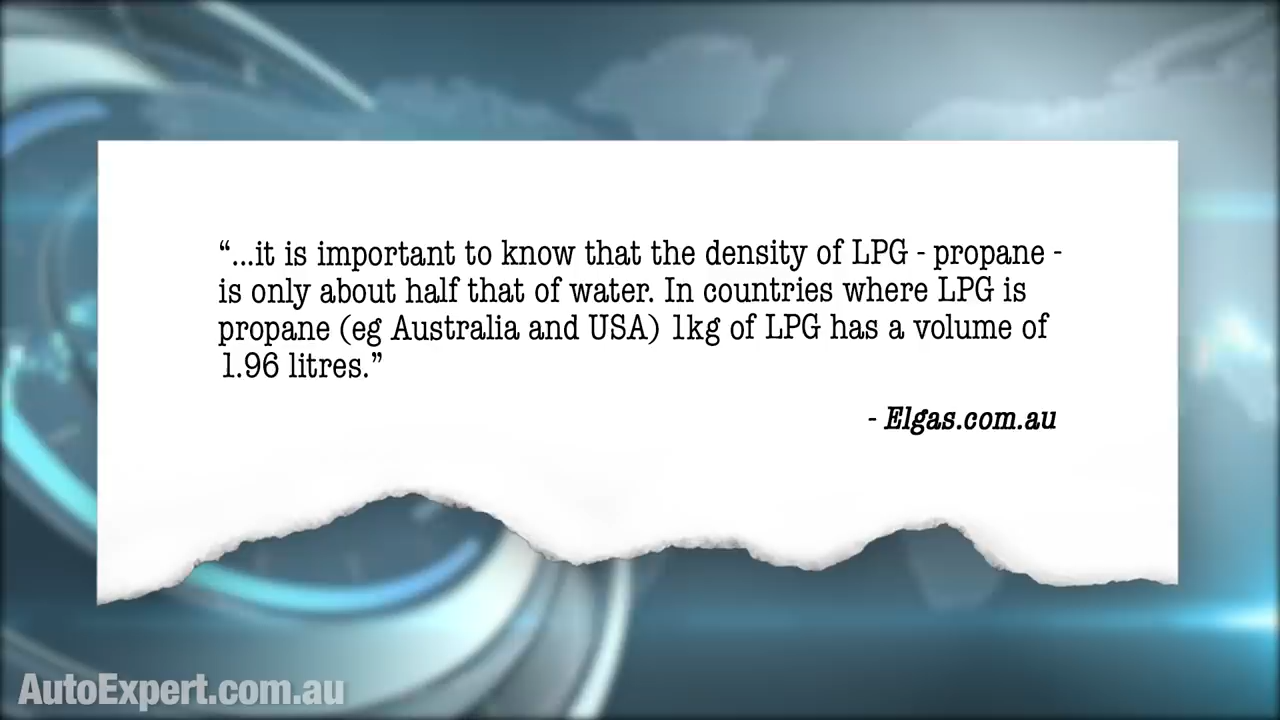 “...it is important to know that the density of LPG - propane -
is only about half that of water. In countries where LPG is
propane (eg Australia and USA) 1kg of LPG has a volume of
1.96 litres.”
- Elgas.com.au
AutoExpert.com.au